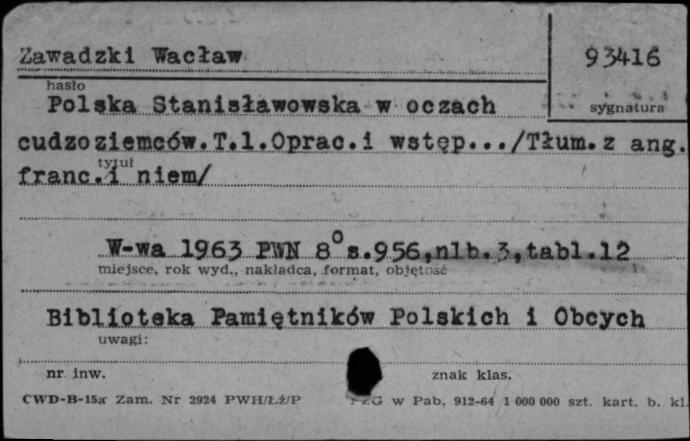 Zawadzki Wacław
93416
hasło
sygnatura
Polska Stanisławowska w oczach
cudzoziemców.T.1.Oprac.i wstęp.../Tłum.z ang.
tytuł
franc.i niem/
W-wa 1963 PWN 8° s.956,nlb.3,tabl.12
miejsce, rok wyd., nakładca, format, objętość
Biblioteka Pamiętników Polskich i Obcych
uwagi:
nr inw.
znak klas.
CWD-B-15a Zam. Nr 2924 PWH/Łź/P
PZG w Pab. 912-64 1 000 000 szt. kart. b. kl.